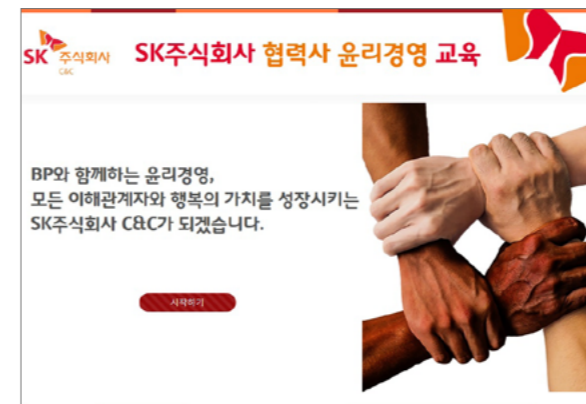 SK 주식회사
C&C
SK주식회사 협력사 윤리경영 교육
BP와 함께하는 윤리경영,
모든 이해관계자와 행복의 가치를 성장시키는
SK주식회사 C&C가 되겠습니다.
시작하기